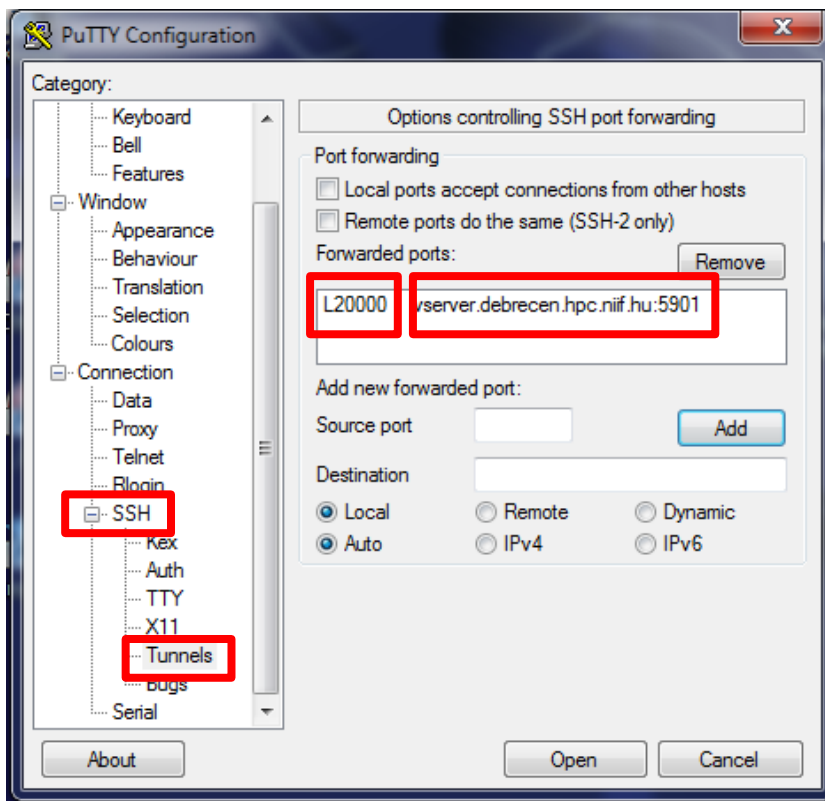 PuTTY Configuration
Category:
Keyboard
Bell
Features
Window
Appearance
Behaviour
Translation
Selection
Colours
Connection
Data
Proxy
Telnet
Rlogin
SSH
Kex
Auth
TTY
X11
Tunnels
Bugs
Serial
Options controlling SSH port forwarding
Port forwarding
Local ports accept connections from other hosts
Remote ports do the same (SSH-2 only)
Forwarded ports:
Remove
L20000 vserver.debrecen.hpc.niif.hu:5901
Add new forwarded port:
Source port
Add
Destination
Local Remote Dynamic
Auto IPv4 IPv6
About Open Cancel